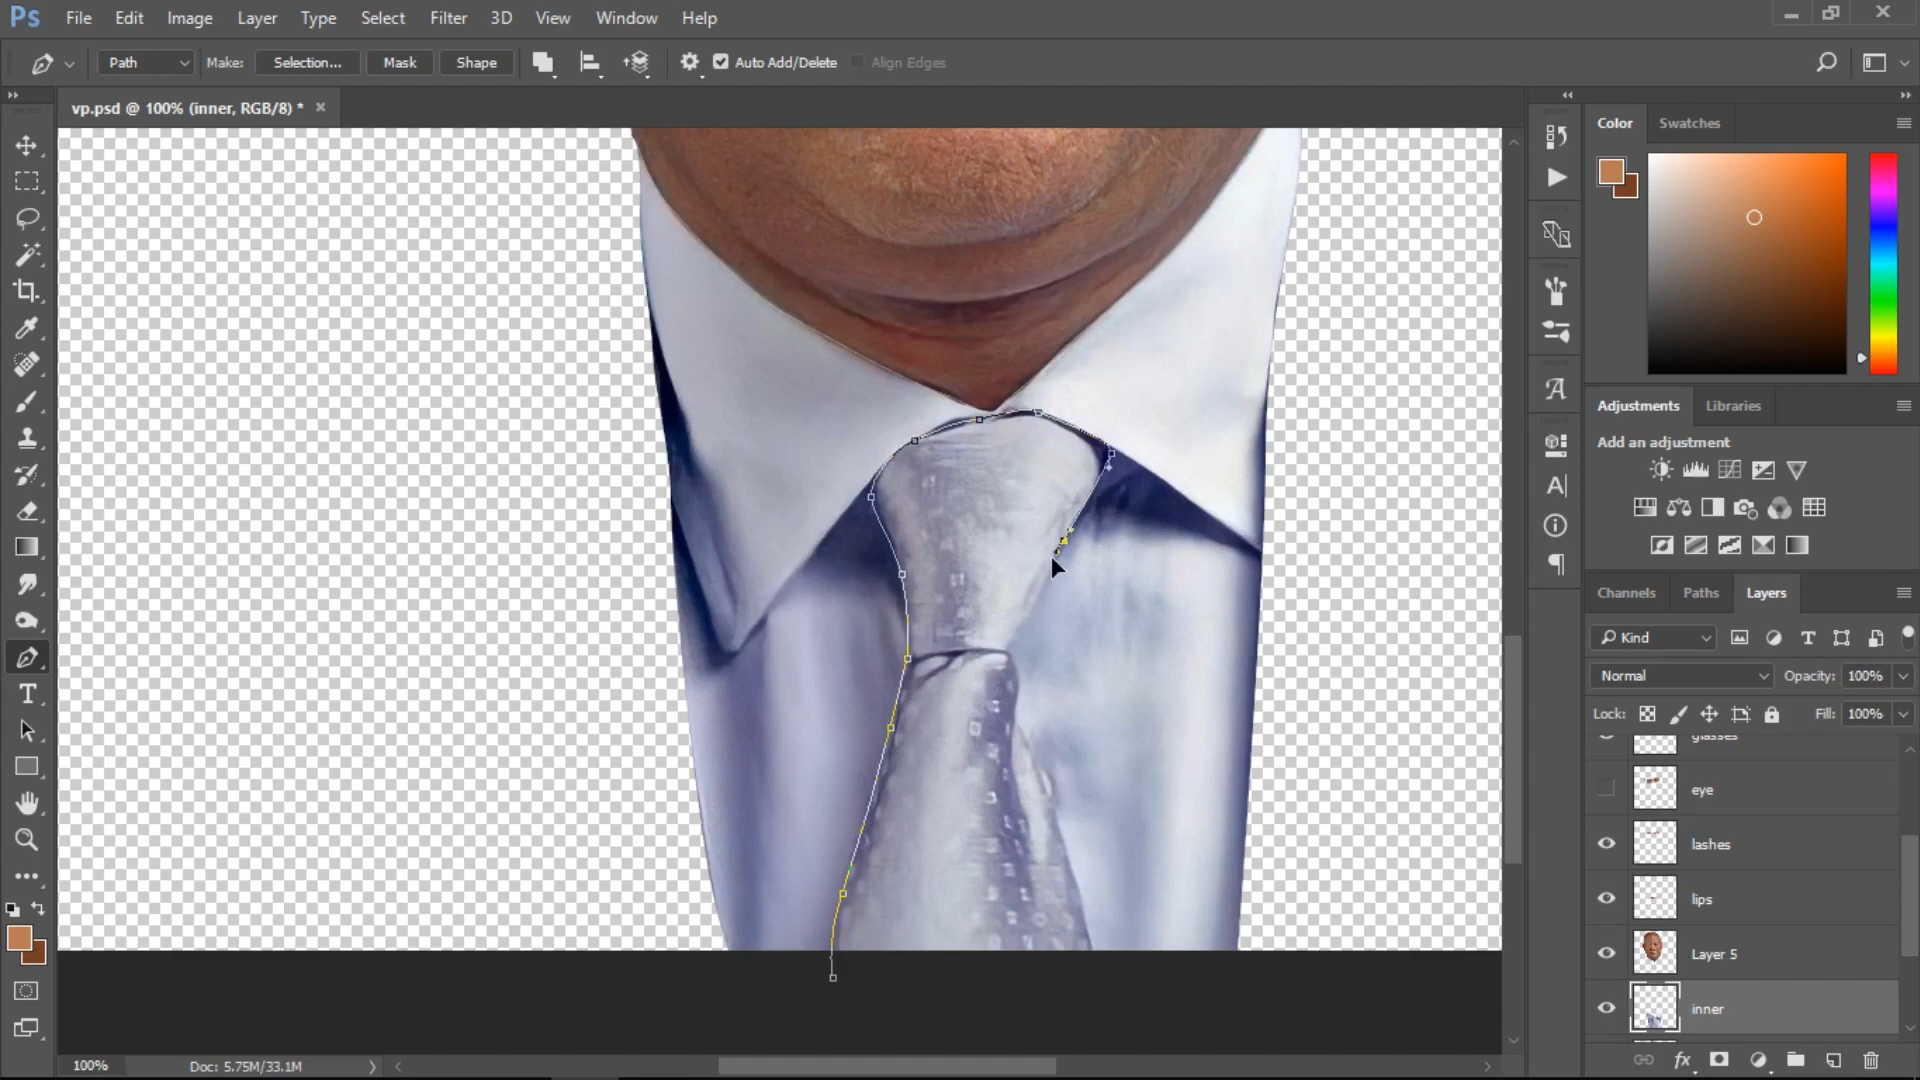 Ps File Edit Image Layer Type Select Filter 3D View Window Help
Path Make: Selection... Mask Shape Auto Add/Delete Align Edges
vp.psd @ 100% (inner, RGB/8) * ×
Color Swatches
Adjustments Libraries
Add an adjustment
Channels Paths Layers
Kind
Normal Opacity: 100%
Lock: Fill: 100%
glasses
eye
lashes
lips
Layer 5
inner
fx
100% Doc: 5.75M/33.1M